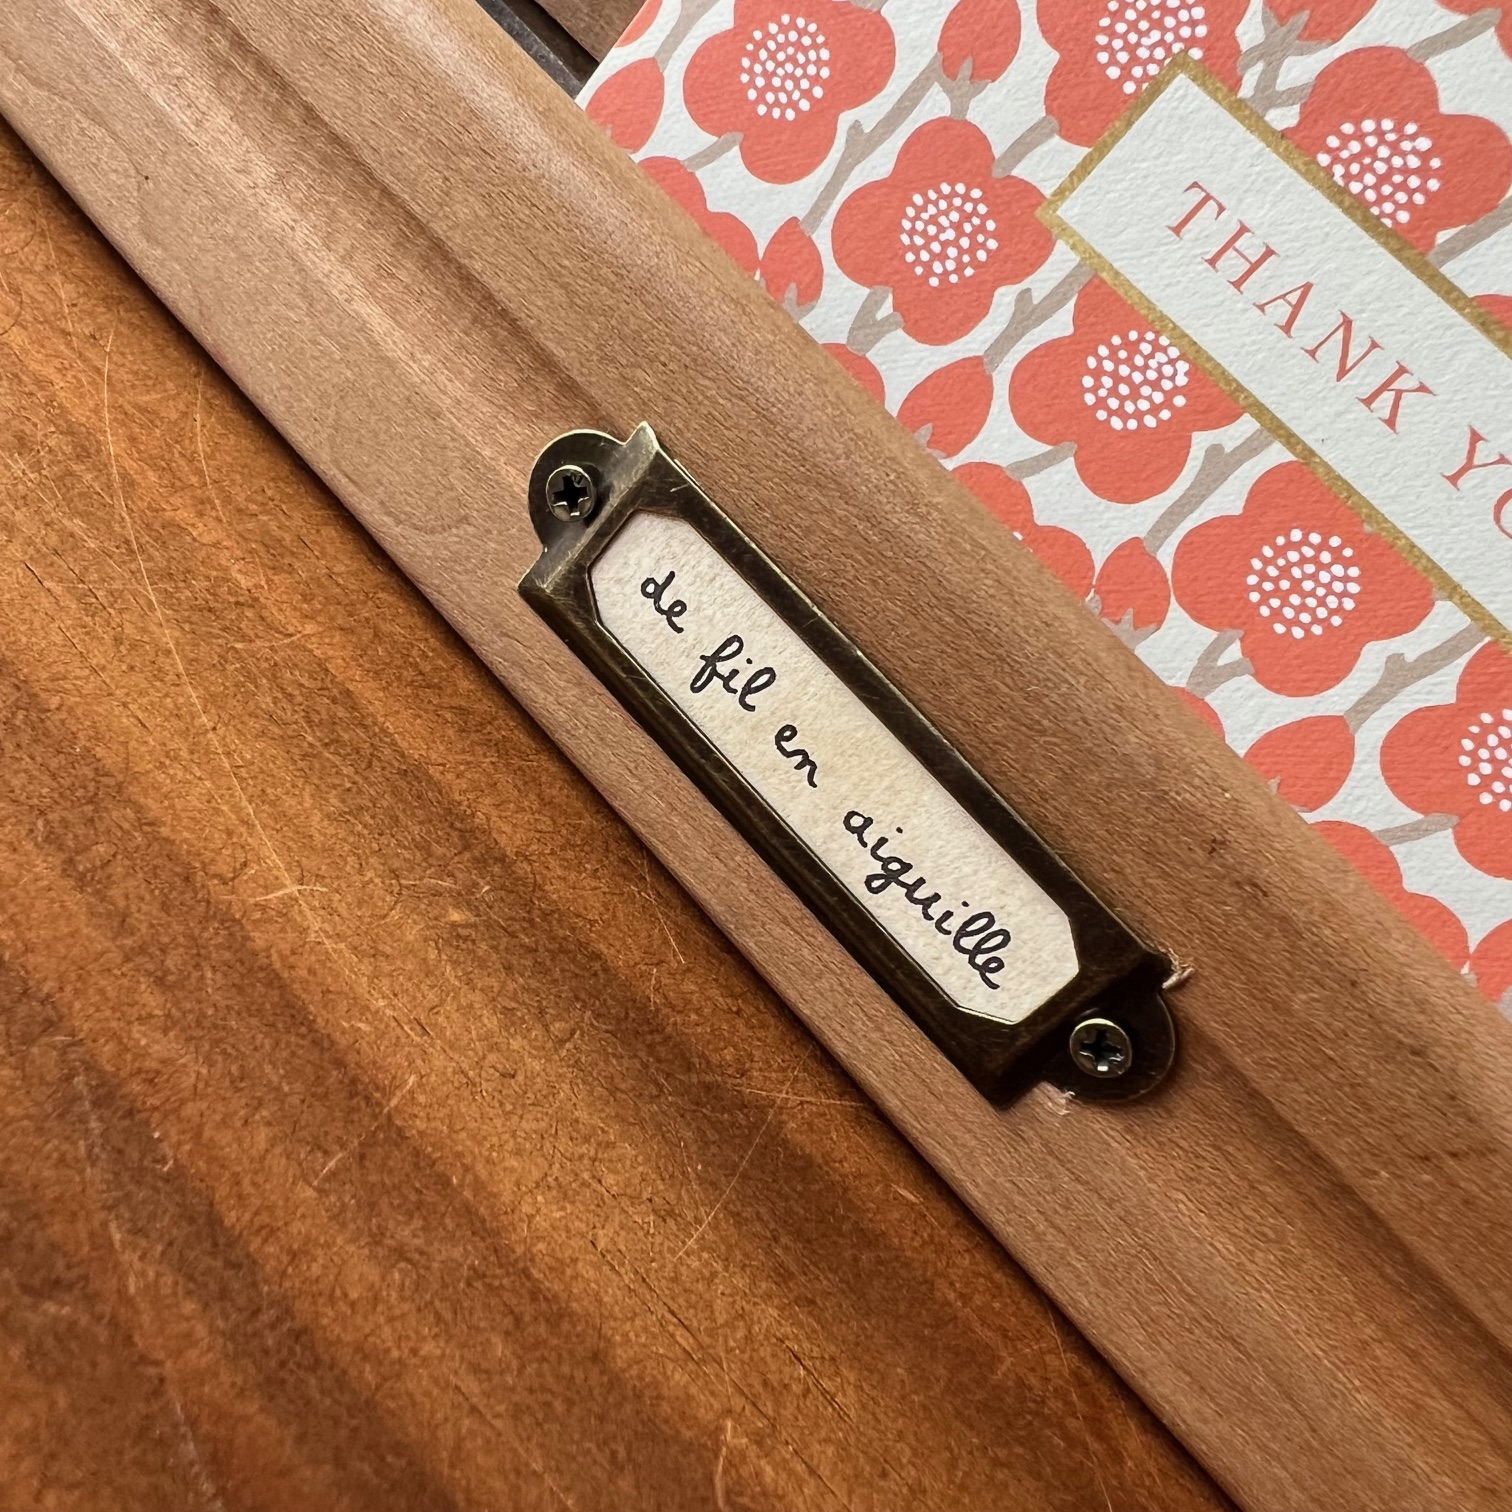 THANK YO
de fil en aiguille